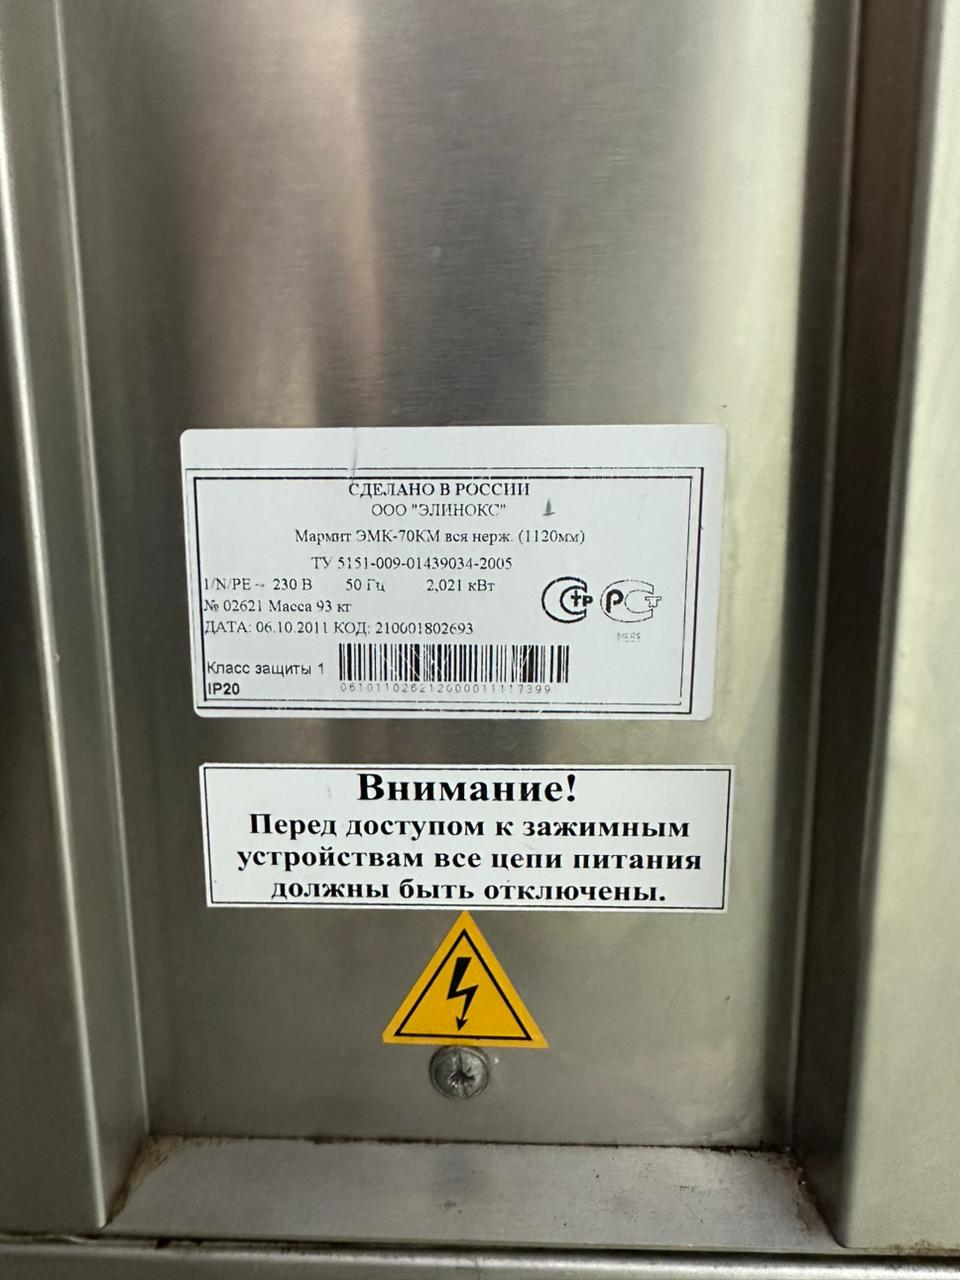 СДЕЛАНО В РОССИИ
ООО "ЭЛИНОКС"
Мармит ЭМК-70КМ вся нерж. (1120мм)
ТУ 5151-009-01439034-2005
1/N/PE ~ 230 В 50 Гц 2,021 кВт
№ 02621 Масса 93 кг
ДАТА: 06.10.2011 КОД: 210001802693
Класс защиты 1
IP20
0610110262120000111117399
Внимание!
Перед доступом к зажимным
устройствам все цепи питания
должны быть отключены.